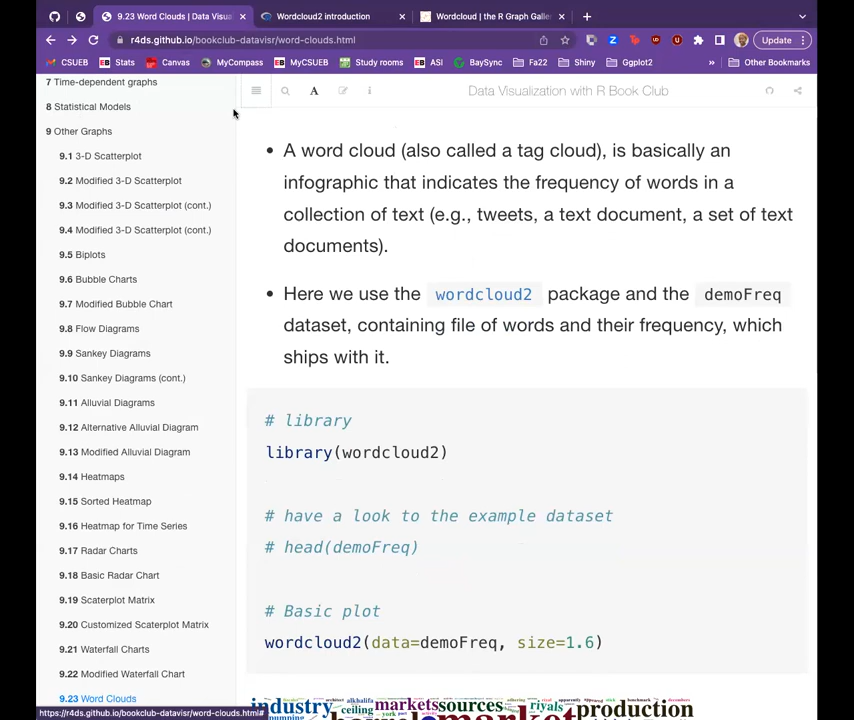 9.23 Word Clouds | Data Visua
Wordcloud2 introduction
Wordcloud | the R Graph Galle
r4ds.github.io/bookclub-datavisr/word-clouds.html
Update
CSUEB
Stats
Canvas
MyCompass
MyCSUEB
Study rooms
ASI
BaySync
Fa22
Shiny
Ggplot2
Other Bookmarks
7 Time-dependent graphs
8 Statistical Models
9 Other Graphs
9.1 3-D Scatterplot
9.2 Modified 3-D Scatterplot
9.3 Modified 3-D Scatterplot (cont.)
9.4 Modified 3-D Scatterplot (cont.)
9.5 Biplots
9.6 Bubble Charts
9.7 Modified Bubble Chart
9.8 Flow Diagrams
9.9 Sankey Diagrams
9.10 Sankey Diagrams (cont.)
9.11 Alluvial Diagrams
9.12 Alternative Alluvial Diagram
9.13 Modified Alluvial Diagram
9.14 Heatmaps
9.15 Sorted Heatmap
9.16 Heatmap for Time Series
9.17 Radar Charts
9.18 Basic Radar Chart
9.19 Scaterplot Matrix
9.20 Customized Scaterplot Matrix
9.21 Waterfall Charts
9.22 Modified Waterfall Chart
9.23 Word Clouds
https://r4ds.github.io/bookclub-datavisr/word-clouds.html#
Data Visualization with R Book Club
• A word cloud (also called a tag cloud), is basically an
infographic that indicates the frequency of words in a
collection of text (e.g., tweets, a text document, a set of text
documents).
• Here we use the wordcloud2 package and the demoFreq
dataset, containing file of words and their frequency, which
ships with it.
# library
library(wordcloud2)
# have a look to the example dataset
# head(demoFreq)
# Basic plot
wordcloud2(data=demoFreq, size=1.6)
industry
ceiling
alkhalifa
markets
sources
riyals
production
market